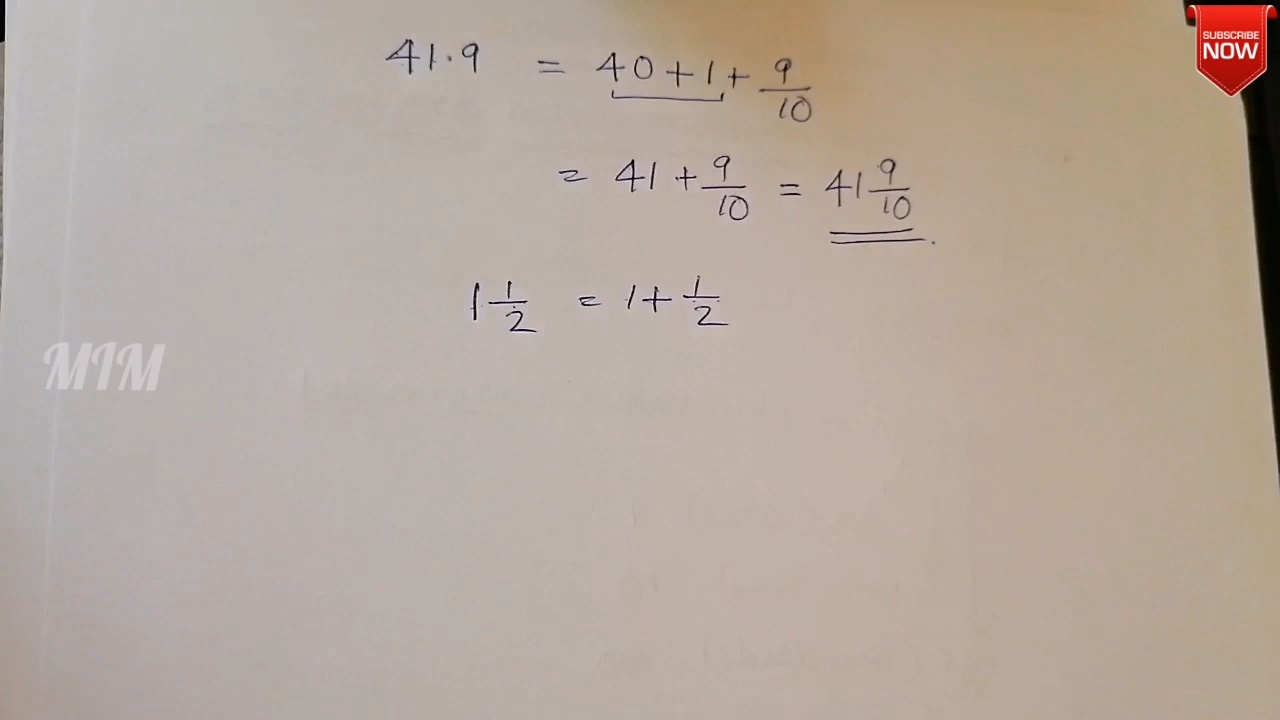 SUBSCRIBE
NOW
41.9 = 40+1+ 9/10
= 41 + 9/10 = 41 9/10
1 1/2 = 1 + 1/2
MIM